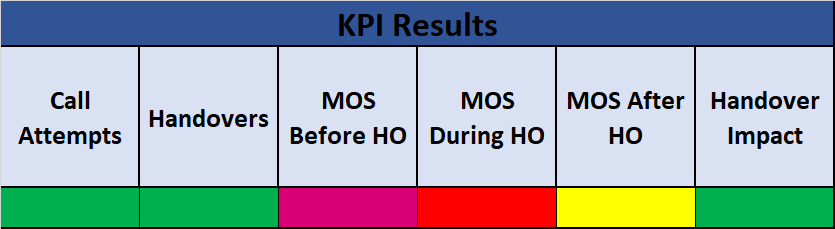 KPI Results
Call
Attempts
Handovers
MOS
Before HO
MOS
During HO
MOS After
HO
Handover
Impact